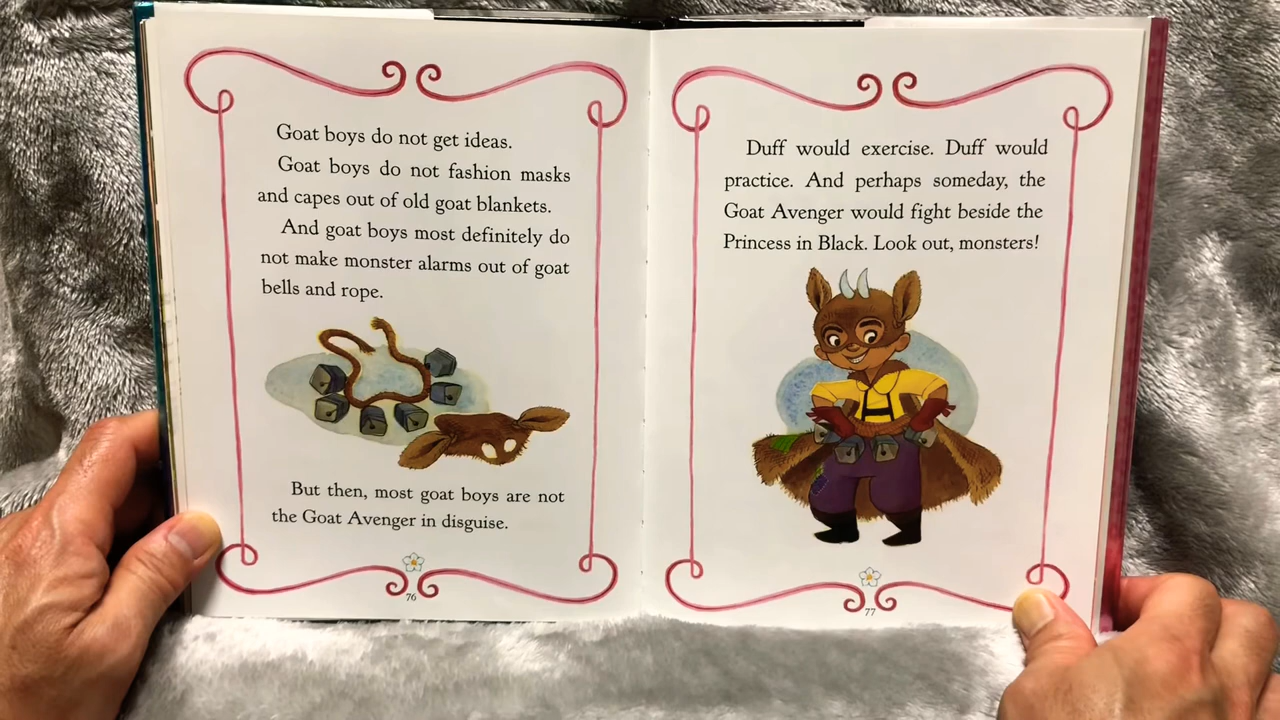 Goat boys do not get ideas.
Goat boys do not fashion masks
and capes out of old goat blankets.
And goat boys most definitely do
not make monster alarms out of goat
bells and rope.
But then, most goat boys are not
the Goat Avenger in disguise.
76
Duff would exercise. Duff would
practice. And perhaps someday, the
Goat Avenger would fight beside the
Princess in Black. Look out, monsters!
77